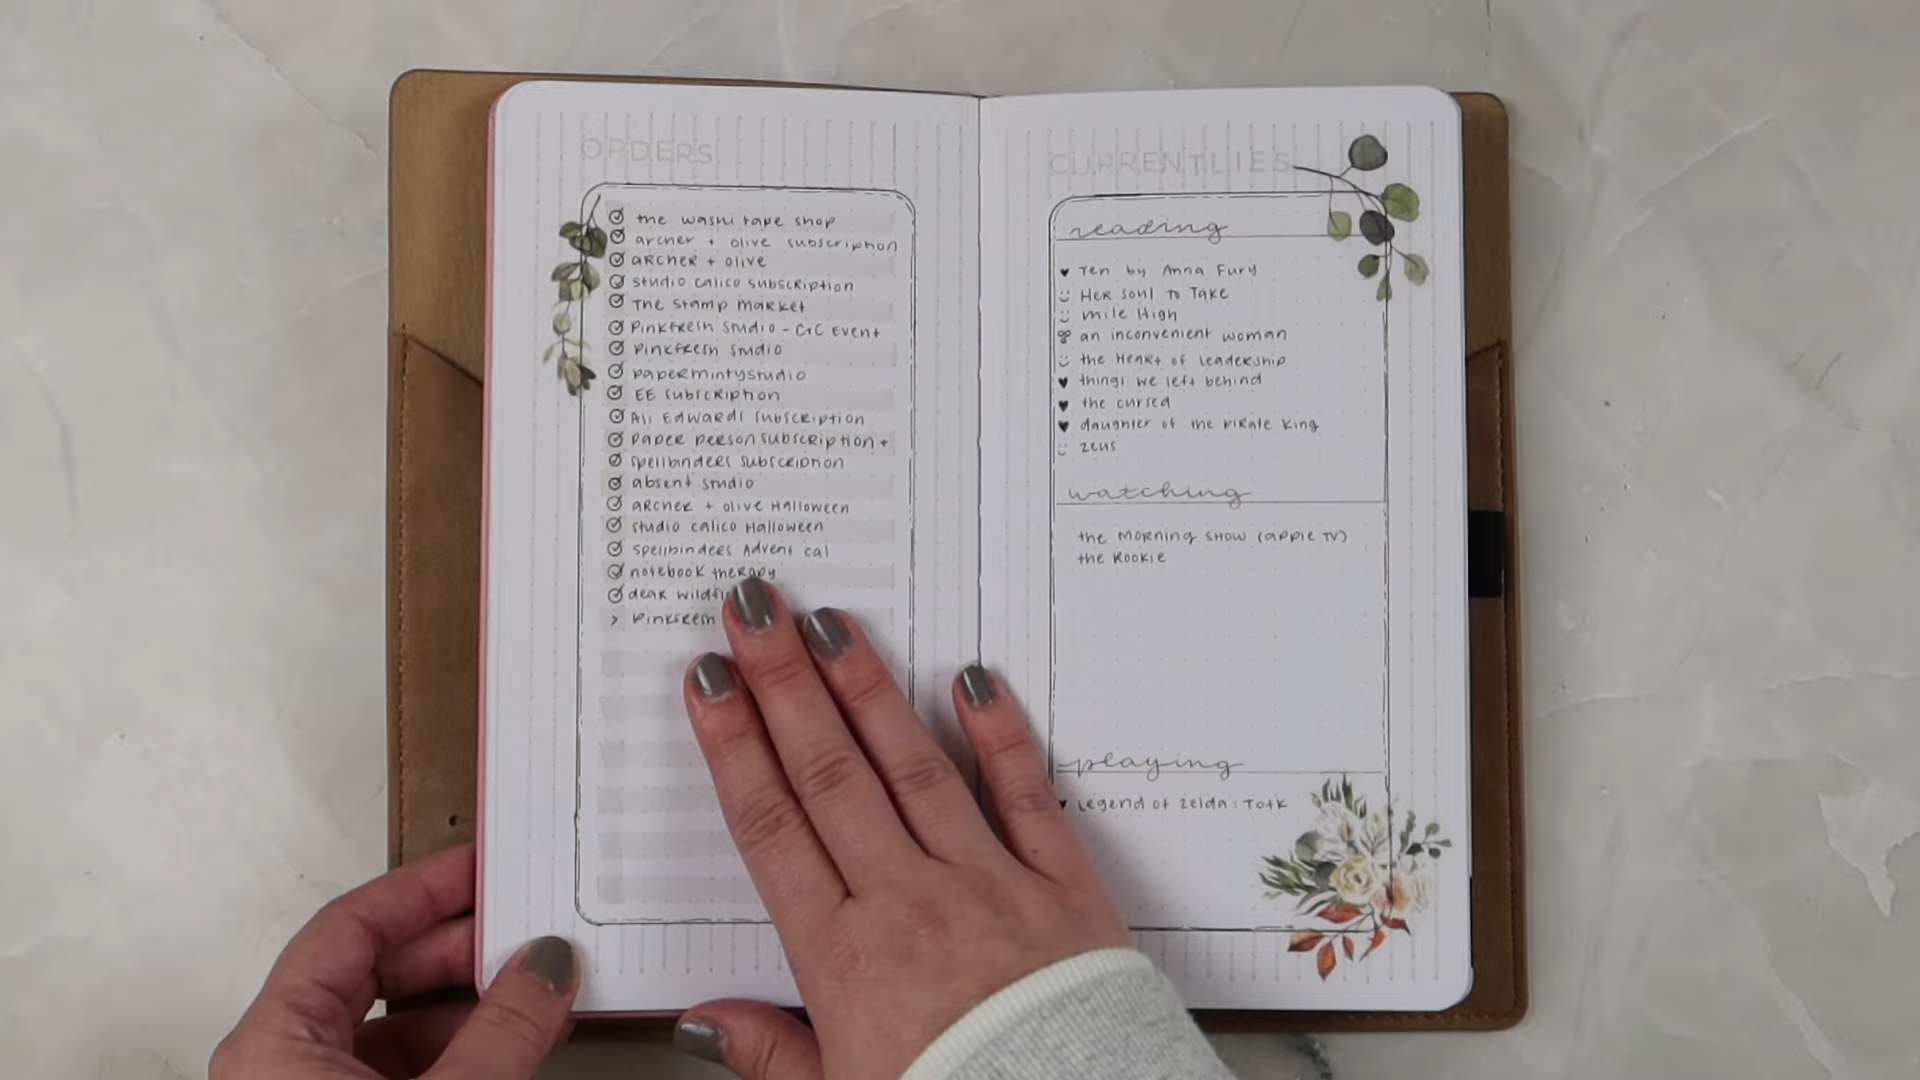 ORDERS
the washi tape shop
archer + olive subscription
archer + olive
studio calico subscription
The stamp market
Pinkfresh Studio - C+C Event
Pinkfresh Studio
papermintystudio
EE subscription
Ali Edwards subscription
paper person subscription +
spellbinders subscription
absent studio
archer + olive Halloween
studio calico Halloween
spellbinders Advent cal
notebook therapy
dear
> Pinkfresh
CURRENTLIES
reading
Ten by Anna Fury
Her soul to Take
mile High
an inconvenient woman
the Heart of leadership
things we left behind
the cursed
daughter of the pirate king
zeus
watching
the morning show (apple tv)
the Rookie
playing
Legend of Zelda: TotK